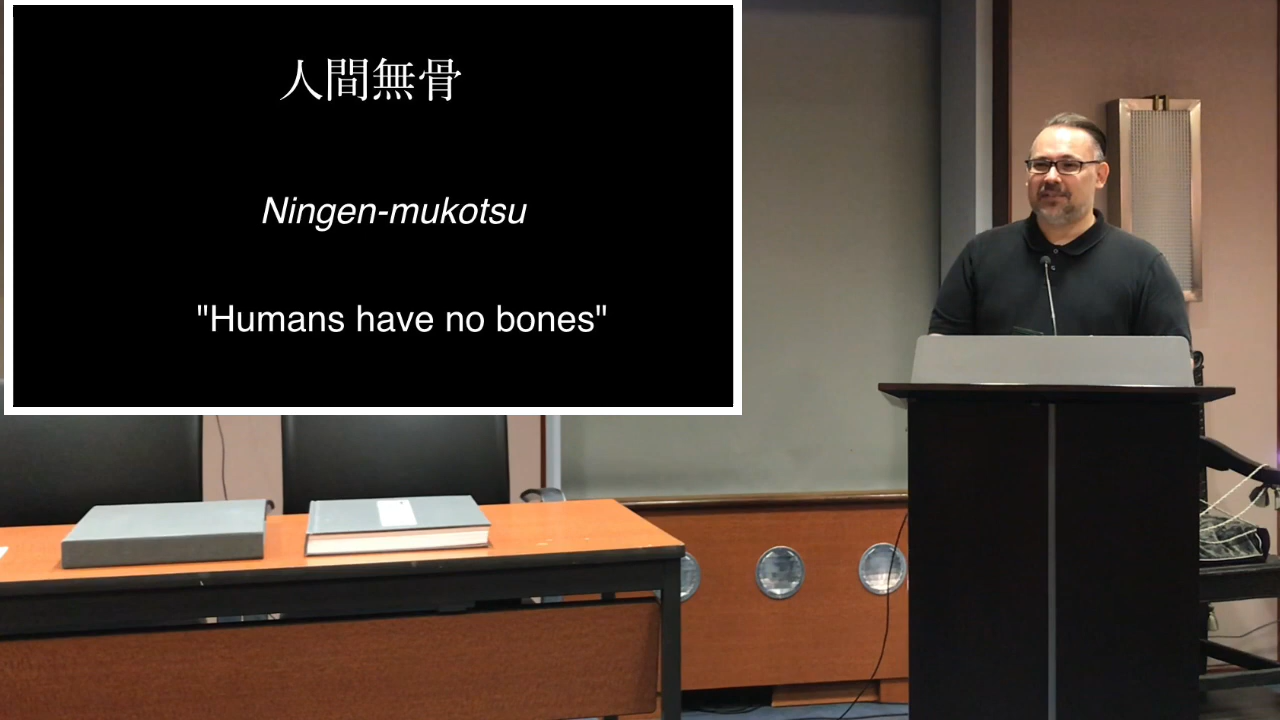 人間無骨
Ningen-mukotsu
"Humans have no bones"